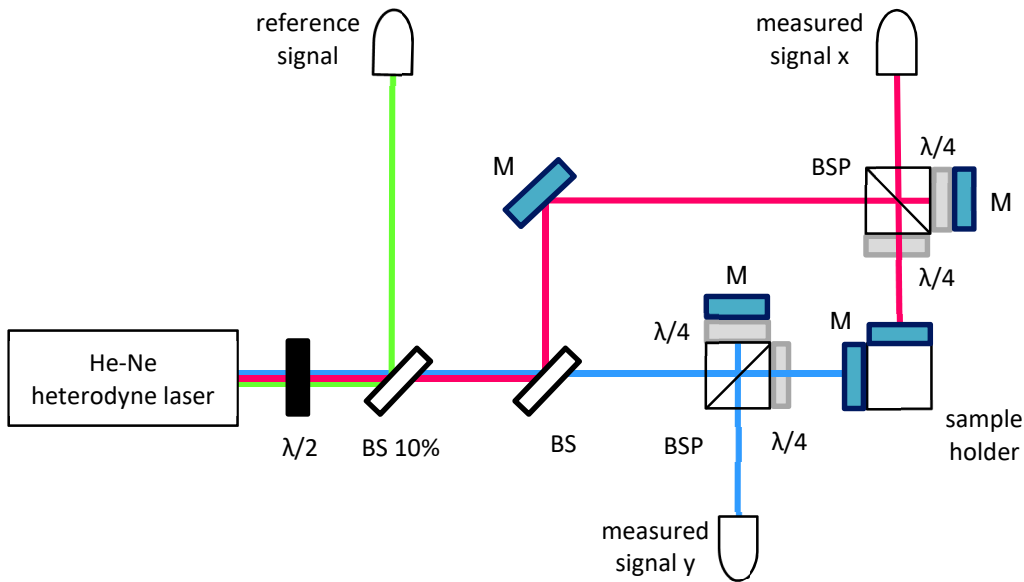 reference
signal
measured
signal x
λ/4
BSP
M
M
λ/4
M
λ/4
M
He-Ne
heterodyne laser
λ/2
BS 10%
BS
BSP
λ/4
sample
holder
measured
signal y